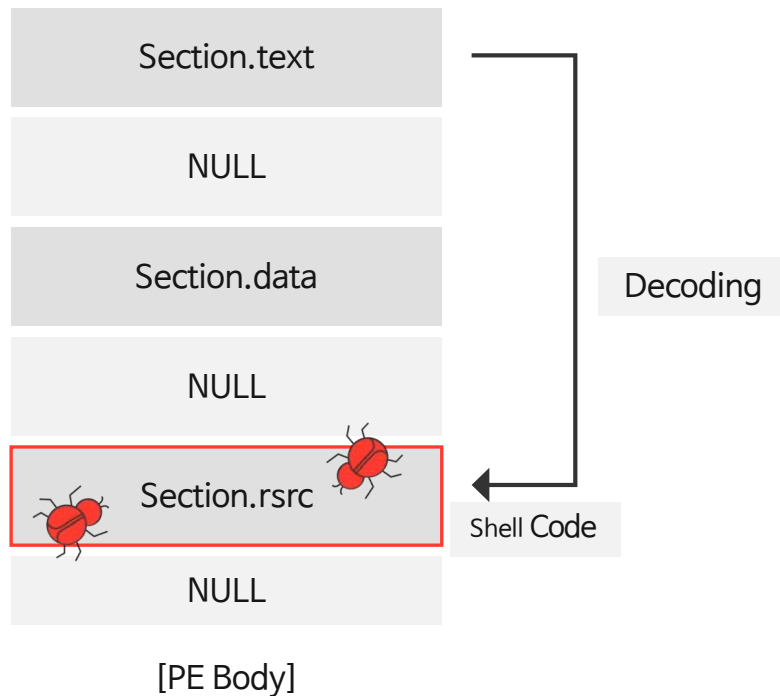 Section.text
NULL
Section.data
Decoding
NULL
Section.rsrc
Shell Code
NULL
[PE Body]